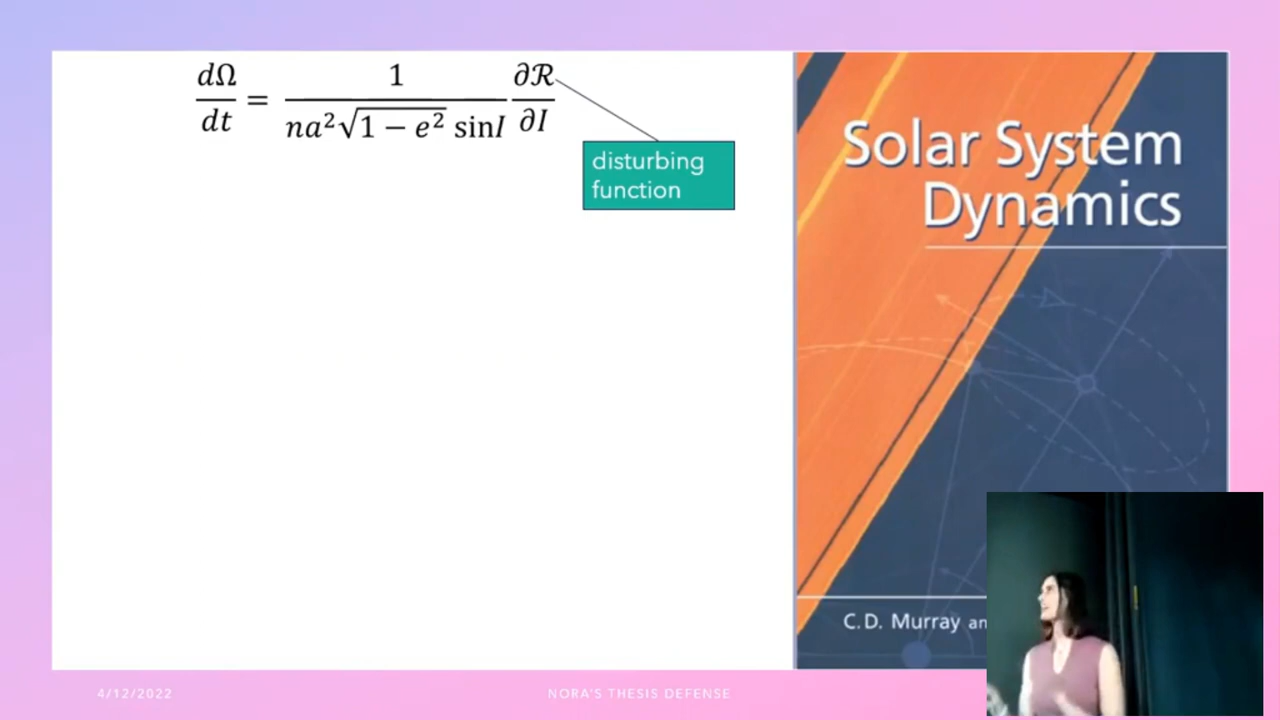 dΩ/dt = 1/(na²√(1 − e²) sinI) ∂ℛ/∂I
disturbing
function
Solar System
Dynamics
C.D. Murray
4/12/2022
NORA'S THESIS DEFENSE